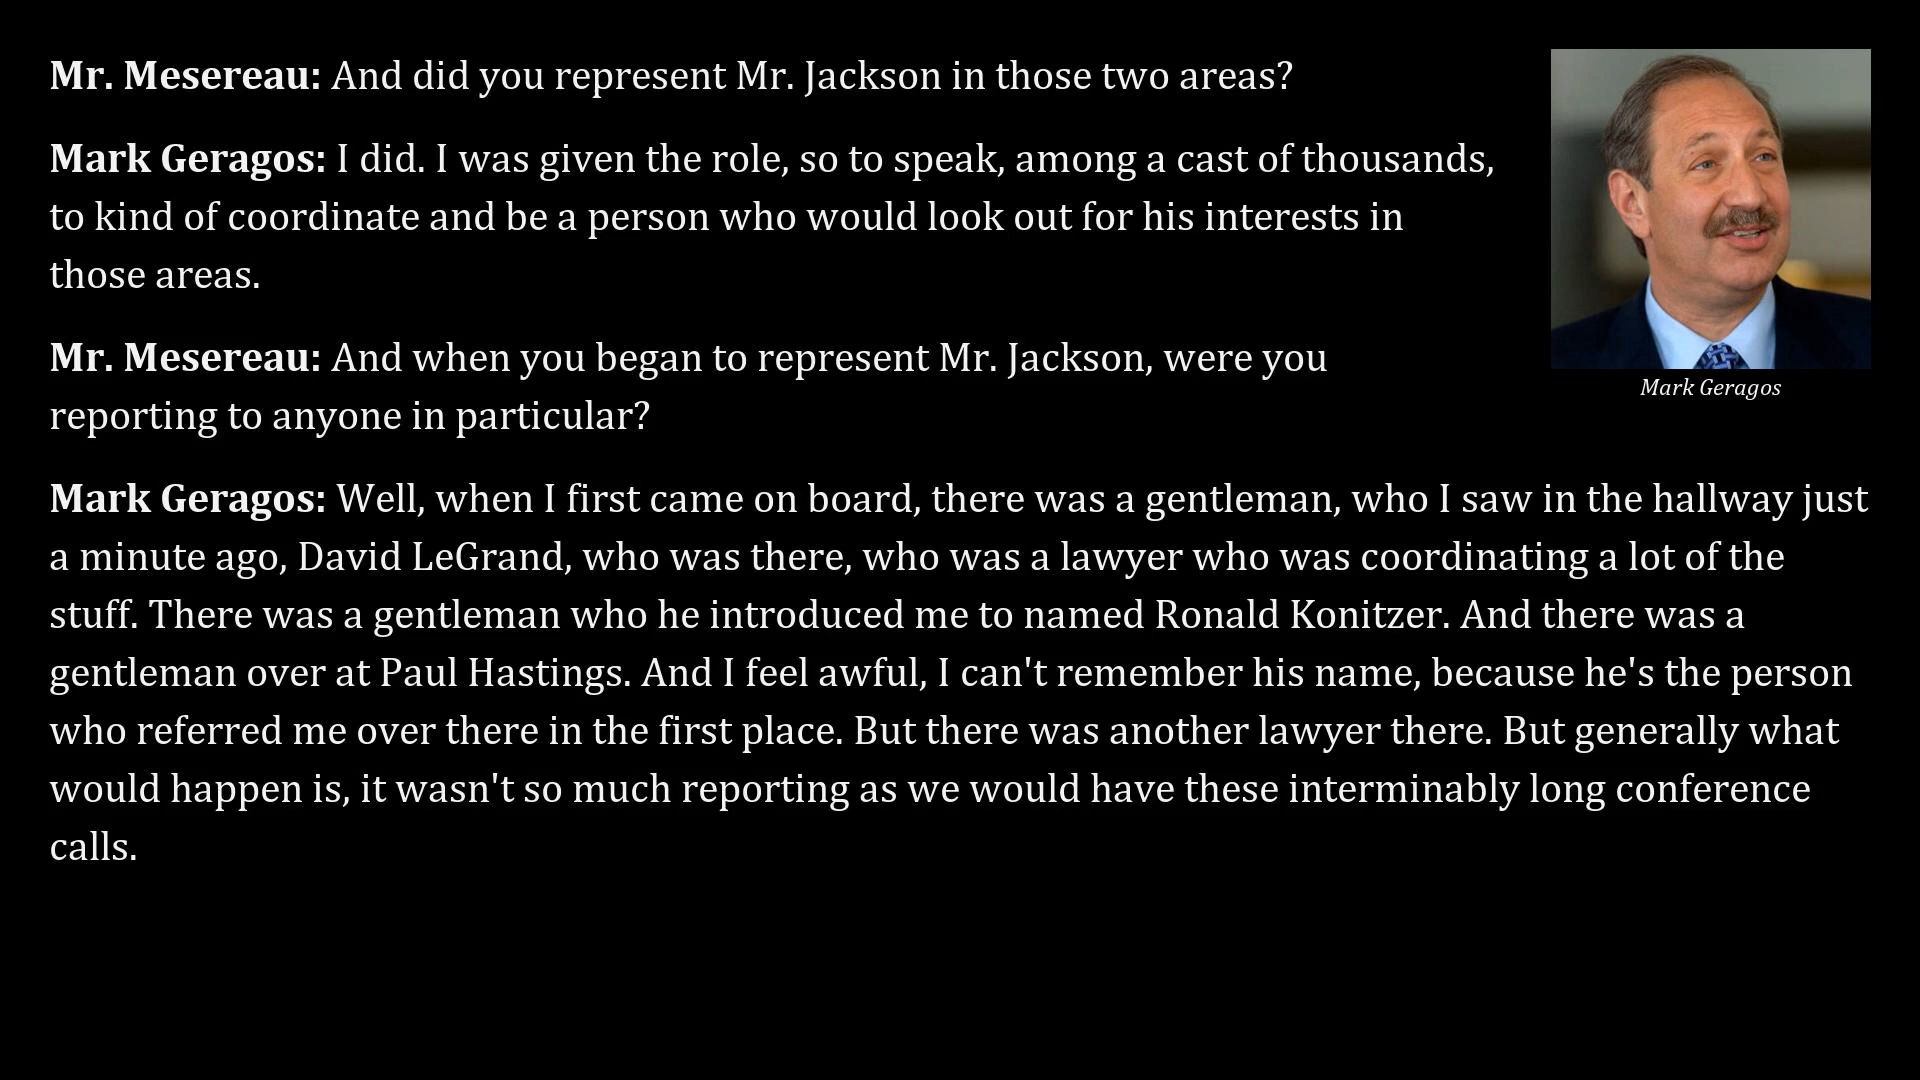 Mr. Mesereau: And did you represent Mr. Jackson in those two areas?
Mark Geragos: I did. I was given the role, so to speak, among a cast of thousands,
to kind of coordinate and be a person who would look out for his interests in
those areas.
Mr. Mesereau: And when you began to represent Mr. Jackson, were you
reporting to anyone in particular?
Mark Geragos
Mark Geragos: Well, when I first came on board, there was a gentleman, who I saw in the hallway just
a minute ago, David LeGrand, who was there, who was a lawyer who was coordinating a lot of the
stuff. There was a gentleman who he introduced me to named Ronald Konitzer. And there was a
gentleman over at Paul Hastings. And I feel awful, I can't remember his name, because he's the person
who referred me over there in the first place. But there was another lawyer there. But generally what
would happen is, it wasn't so much reporting as we would have these interminably long conference
calls.